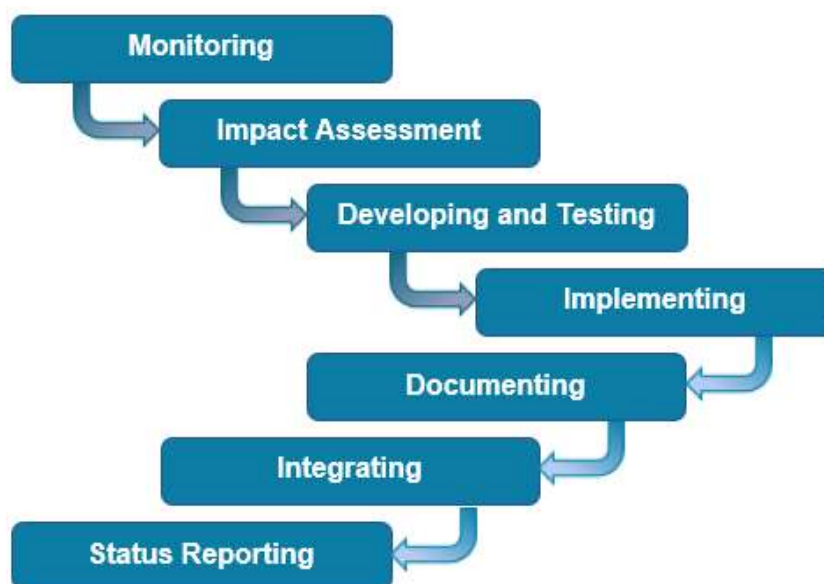 Monitoring
Impact Assessment
Developing and Testing
Implementing
Documenting
Integrating
Status Reporting